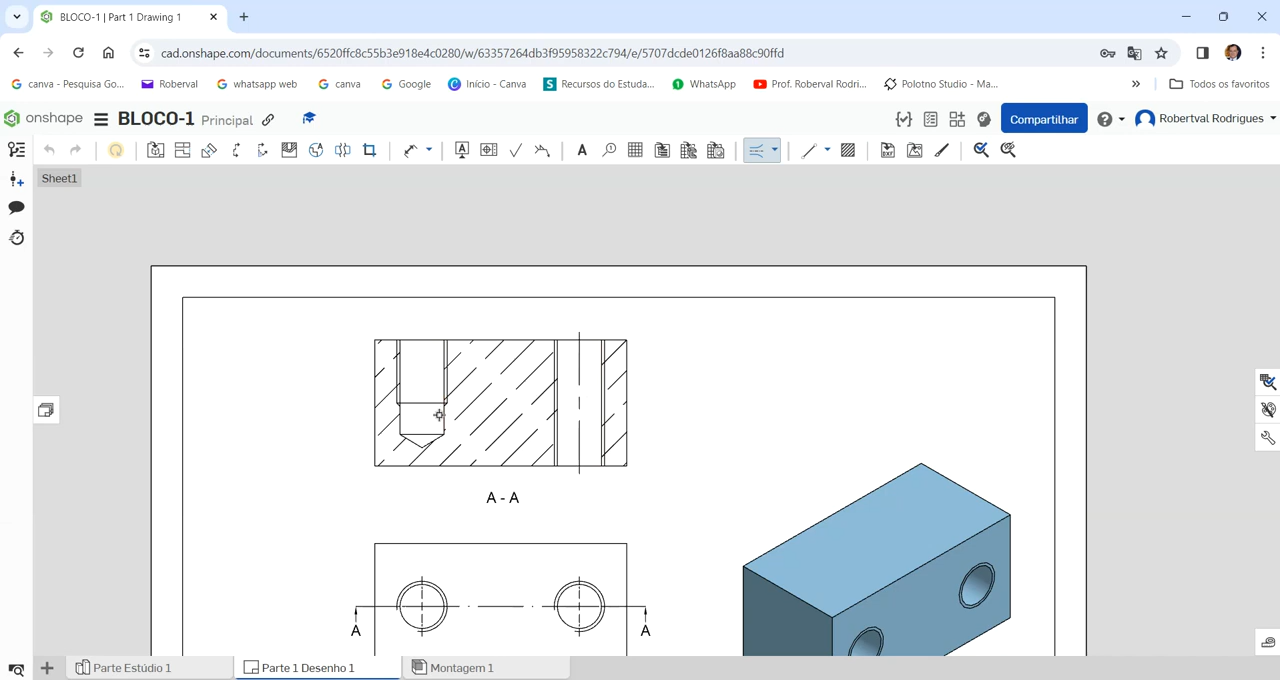 BLOCO-1 | Part 1 Drawing 1
cad.onshape.com/documents/6520ffc8c55b3e918e4c0280/w/63357264db3f95958322c794/e/5707dcde0126f8aa88c90ffd
canva - Pesquisa Go...
Roberval
whatsapp web
canva
Google
Início - Canva
Recursos do Estuda...
WhatsApp
Prof. Roberval Rodri...
Polotno Studio - Ma...
Todos os favoritos
onshape
BLOCO-1
Principal
Compartilhar
Robertval Rodrigues
Sheet1
A - A
A
A
Parte Estúdio 1
Parte 1 Desenho 1
Montagem 1